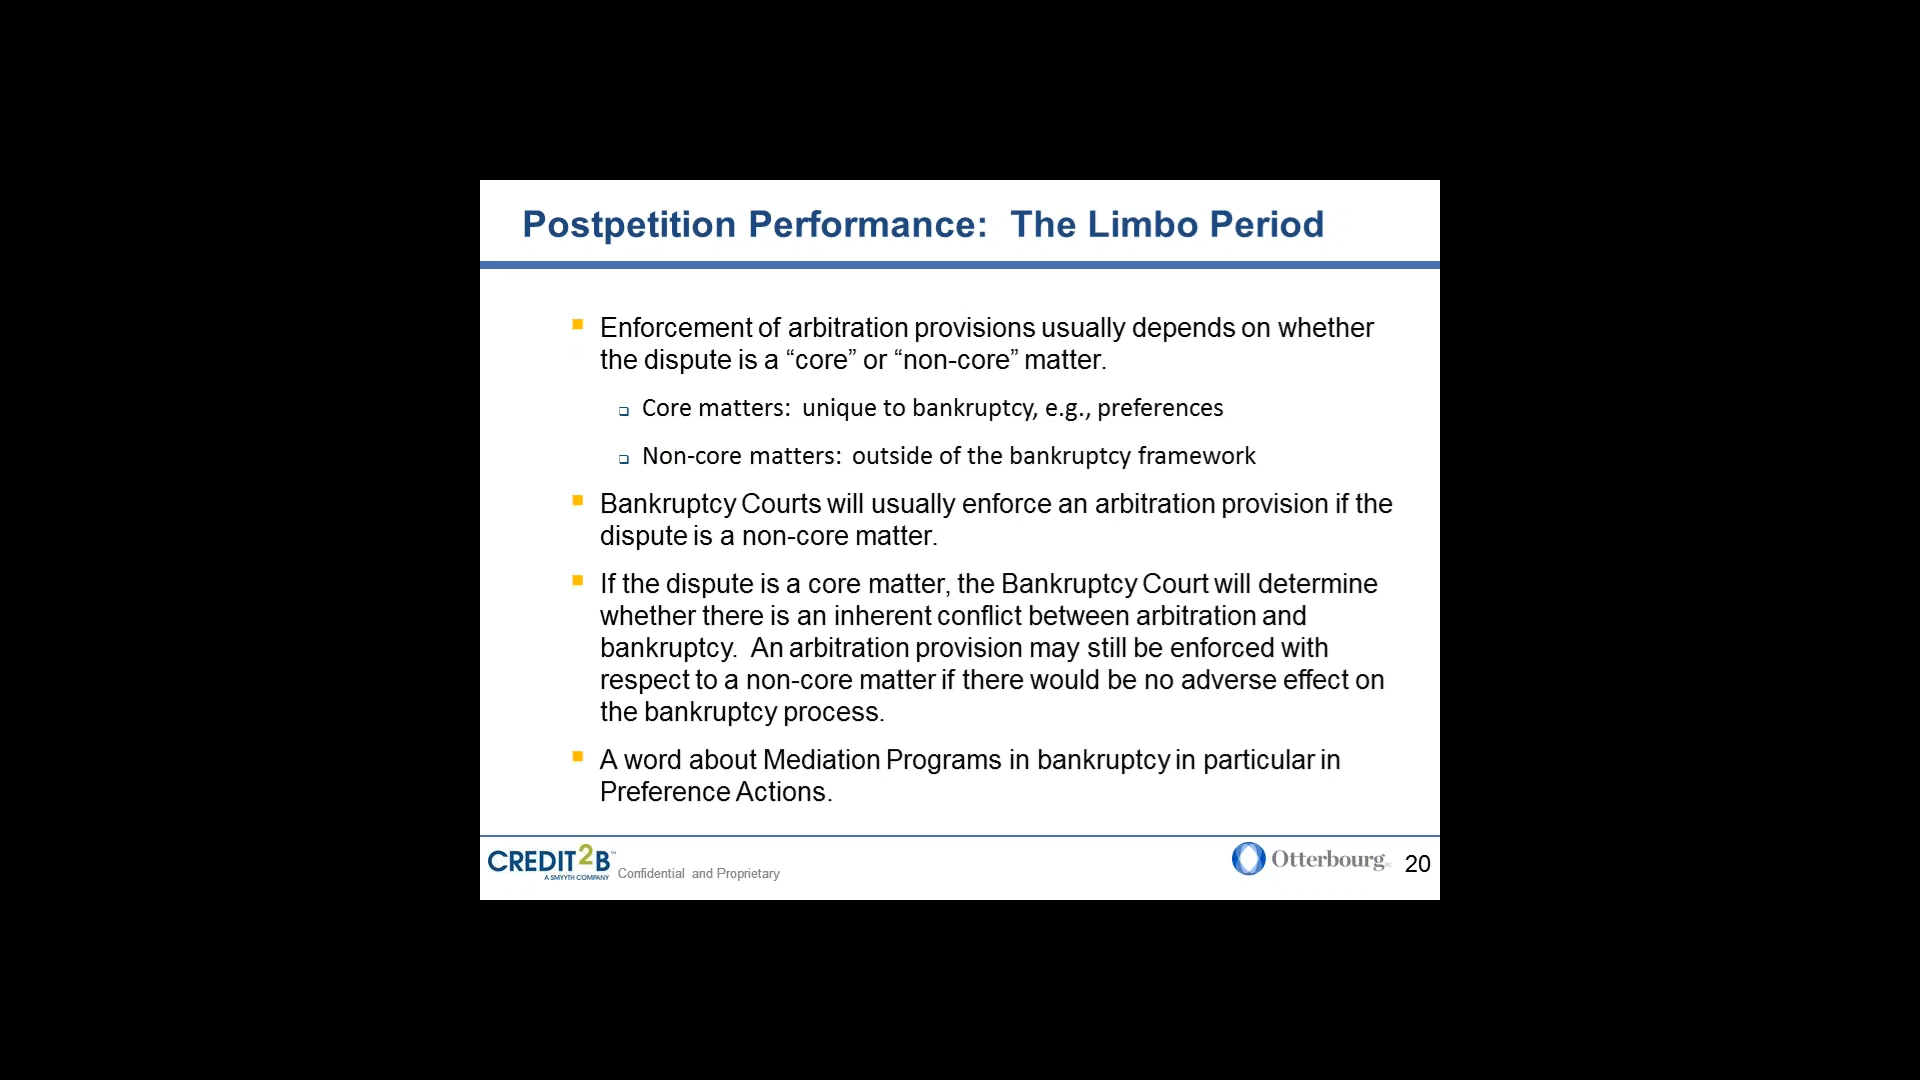 Postpetition Performance:  The Limbo Period
Enforcement of arbitration provisions usually depends on whether
the dispute is a “core” or “non-core” matter.
Core matters:  unique to bankruptcy, e.g., preferences
Non-core matters:  outside of the bankruptcy framework
Bankruptcy Courts will usually enforce an arbitration provision if the
dispute is a non-core matter.
If the dispute is a core matter, the Bankruptcy Court will determine
whether there is an inherent conflict between arbitration and
bankruptcy.  An arbitration provision may still be enforced with
respect to a non-core matter if there would be no adverse effect on
the bankruptcy process.
A word about Mediation Programs in bankruptcy in particular in
Preference Actions.
CREDIT2B™
A SMYYTH COMPANY
Confidential  and Proprietary
Otterbourg
20